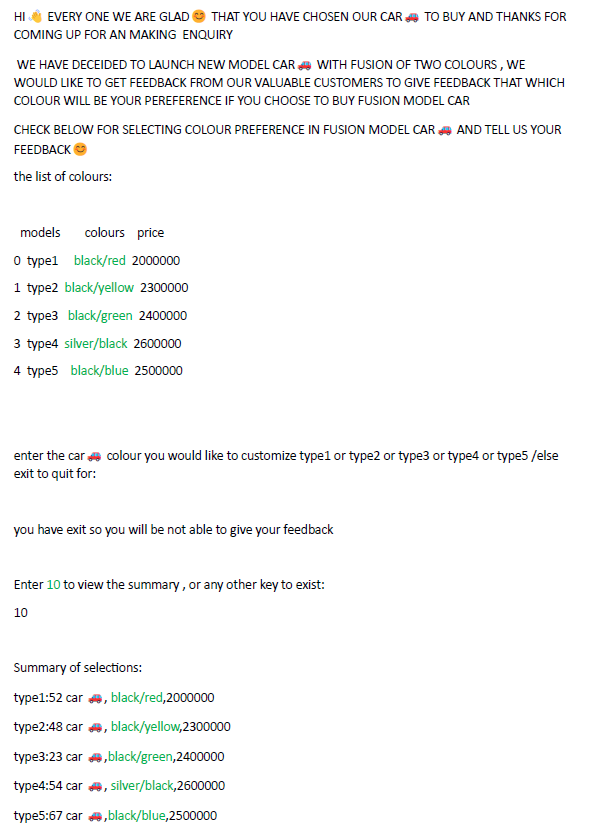 HI 👋 EVERY ONE WE ARE GLAD 😊 THAT YOU HAVE CHOSEN OUR CAR 🚗 TO BUY AND THANKS FOR
COMING UP FOR AN MAKING ENQUIRY
WE HAVE DECEIDED TO LAUNCH NEW MODEL CAR 🚗 WITH FUSION OF TWO COLOURS , WE
WOULD LIKE TO GET FEEDBACK FROM OUR VALUABLE CUSTOMERS TO GIVE FEEDBACK THAT WHICH
COLOUR WILL BE YOUR PEREFERENCE IF YOU CHOOSE TO BUY FUSION MODEL CAR
CHECK BELOW FOR SELECTING COLOUR PREFERENCE IN FUSION MODEL CAR 🚗 AND TELL US YOUR
FEEDBACK 😊
the list of colours:
models colours price
0 type1 black/red 2000000
1 type2 black/yellow 2300000
2 type3 black/green 2400000
3 type4 silver/black 2600000
4 type5 black/blue 2500000
enter the car 🚗 colour you would like to customize type1 or type2 or type3 or type4 or type5 /else
exit to quit for:
you have exit so you will be not able to give your feedback
Enter 10 to view the summary , or any other key to exist:
10
Summary of selections:
type1:52 car 🚗 , black/red,2000000
type2:48 car 🚗 , black/yellow,2300000
type3:23 car 🚗 ,black/green,2400000
type4:54 car 🚗 , silver/black,2600000
type5:67 car 🚗 ,black/blue,2500000